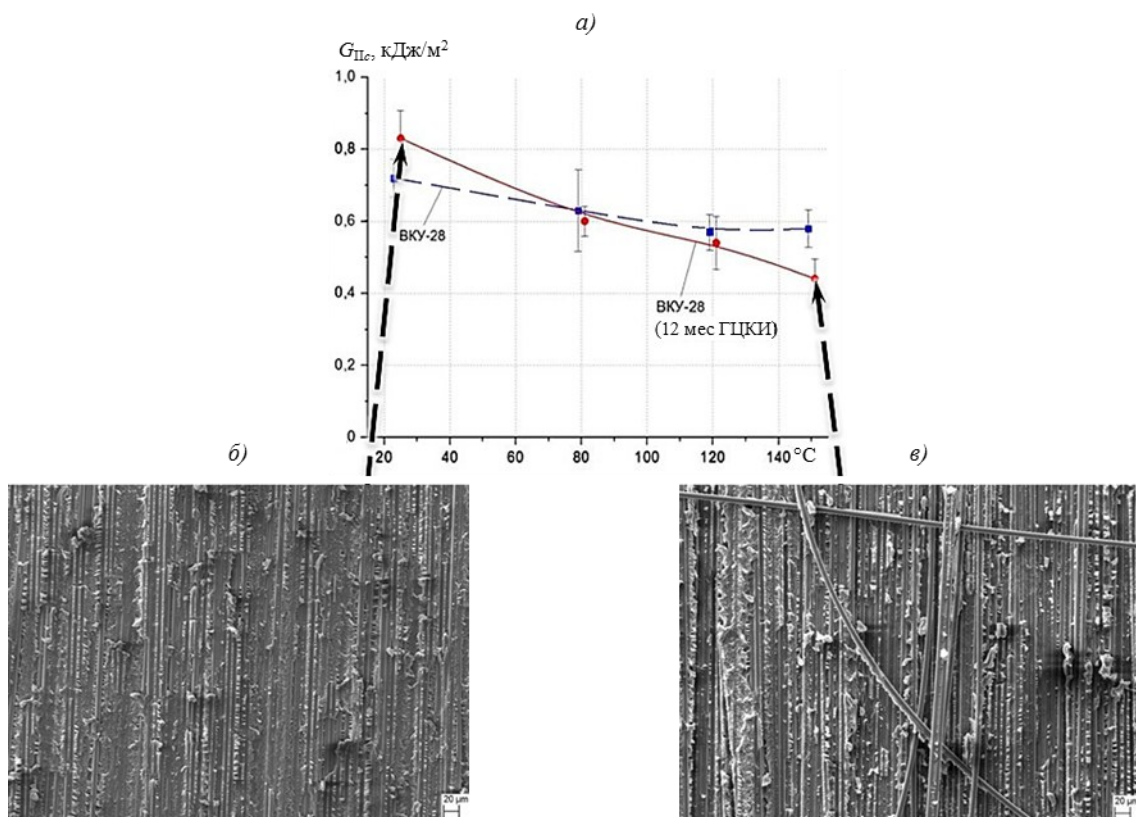 а)
G_IIc, кДж/м²
1,0
0,8
0,6
0,4
0,2
0
20 40 60 80 100 120 140 °С
ВКУ-28
ВКУ-28
(12 мес ГЦКИ)
б)
в)
20 µm
20 µm